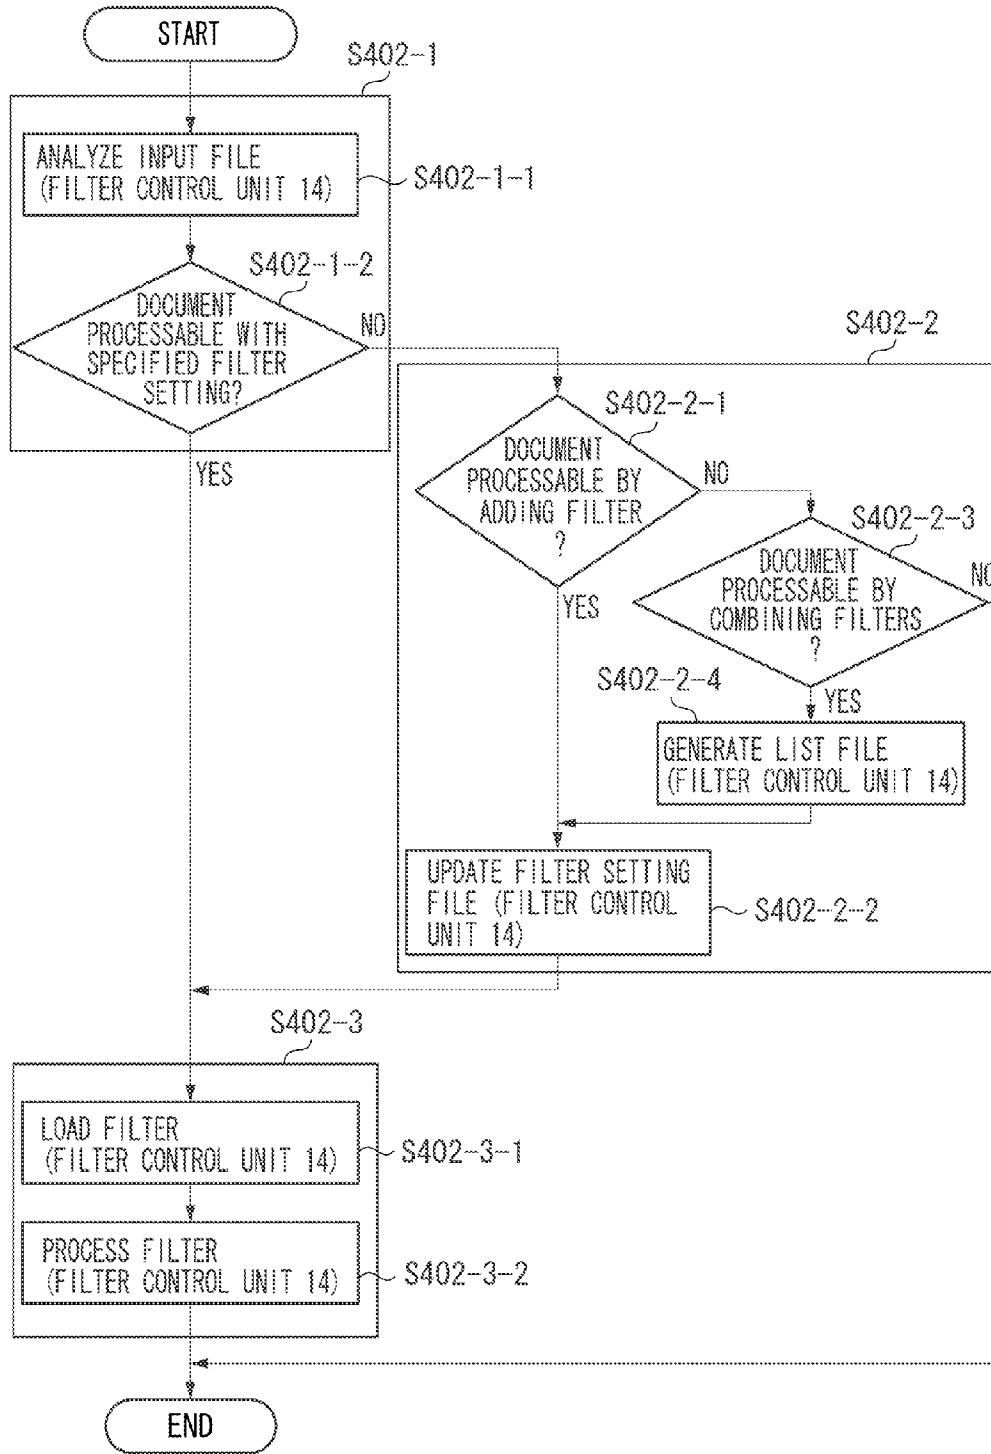 START
S402-1
ANALYZE INPUT FILE
(FILTER CONTROL UNIT 14)
S402-1-1
S402-1-2
DOCUMENT
PROCESSABLE WITH
SPECIFIED FILTER
SETTING?
NO
YES
S402-2
S402-2-1
DOCUMENT
PROCESSABLE BY
ADDING FILTER
?
NO
YES
S402-2-3
DOCUMENT
PROCESSABLE BY
COMBINING FILTERS
?
NO
YES
S402-2-4
GENERATE LIST FILE
(FILTER CONTROL UNIT 14)
UPDATE FILTER SETTING
FILE (FILTER CONTROL
UNIT 14)
S402-2-2
S402-3
LOAD FILTER
(FILTER CONTROL UNIT 14)
S402-3-1
PROCESS FILTER
(FILTER CONTROL UNIT 14)
S402-3-2
END